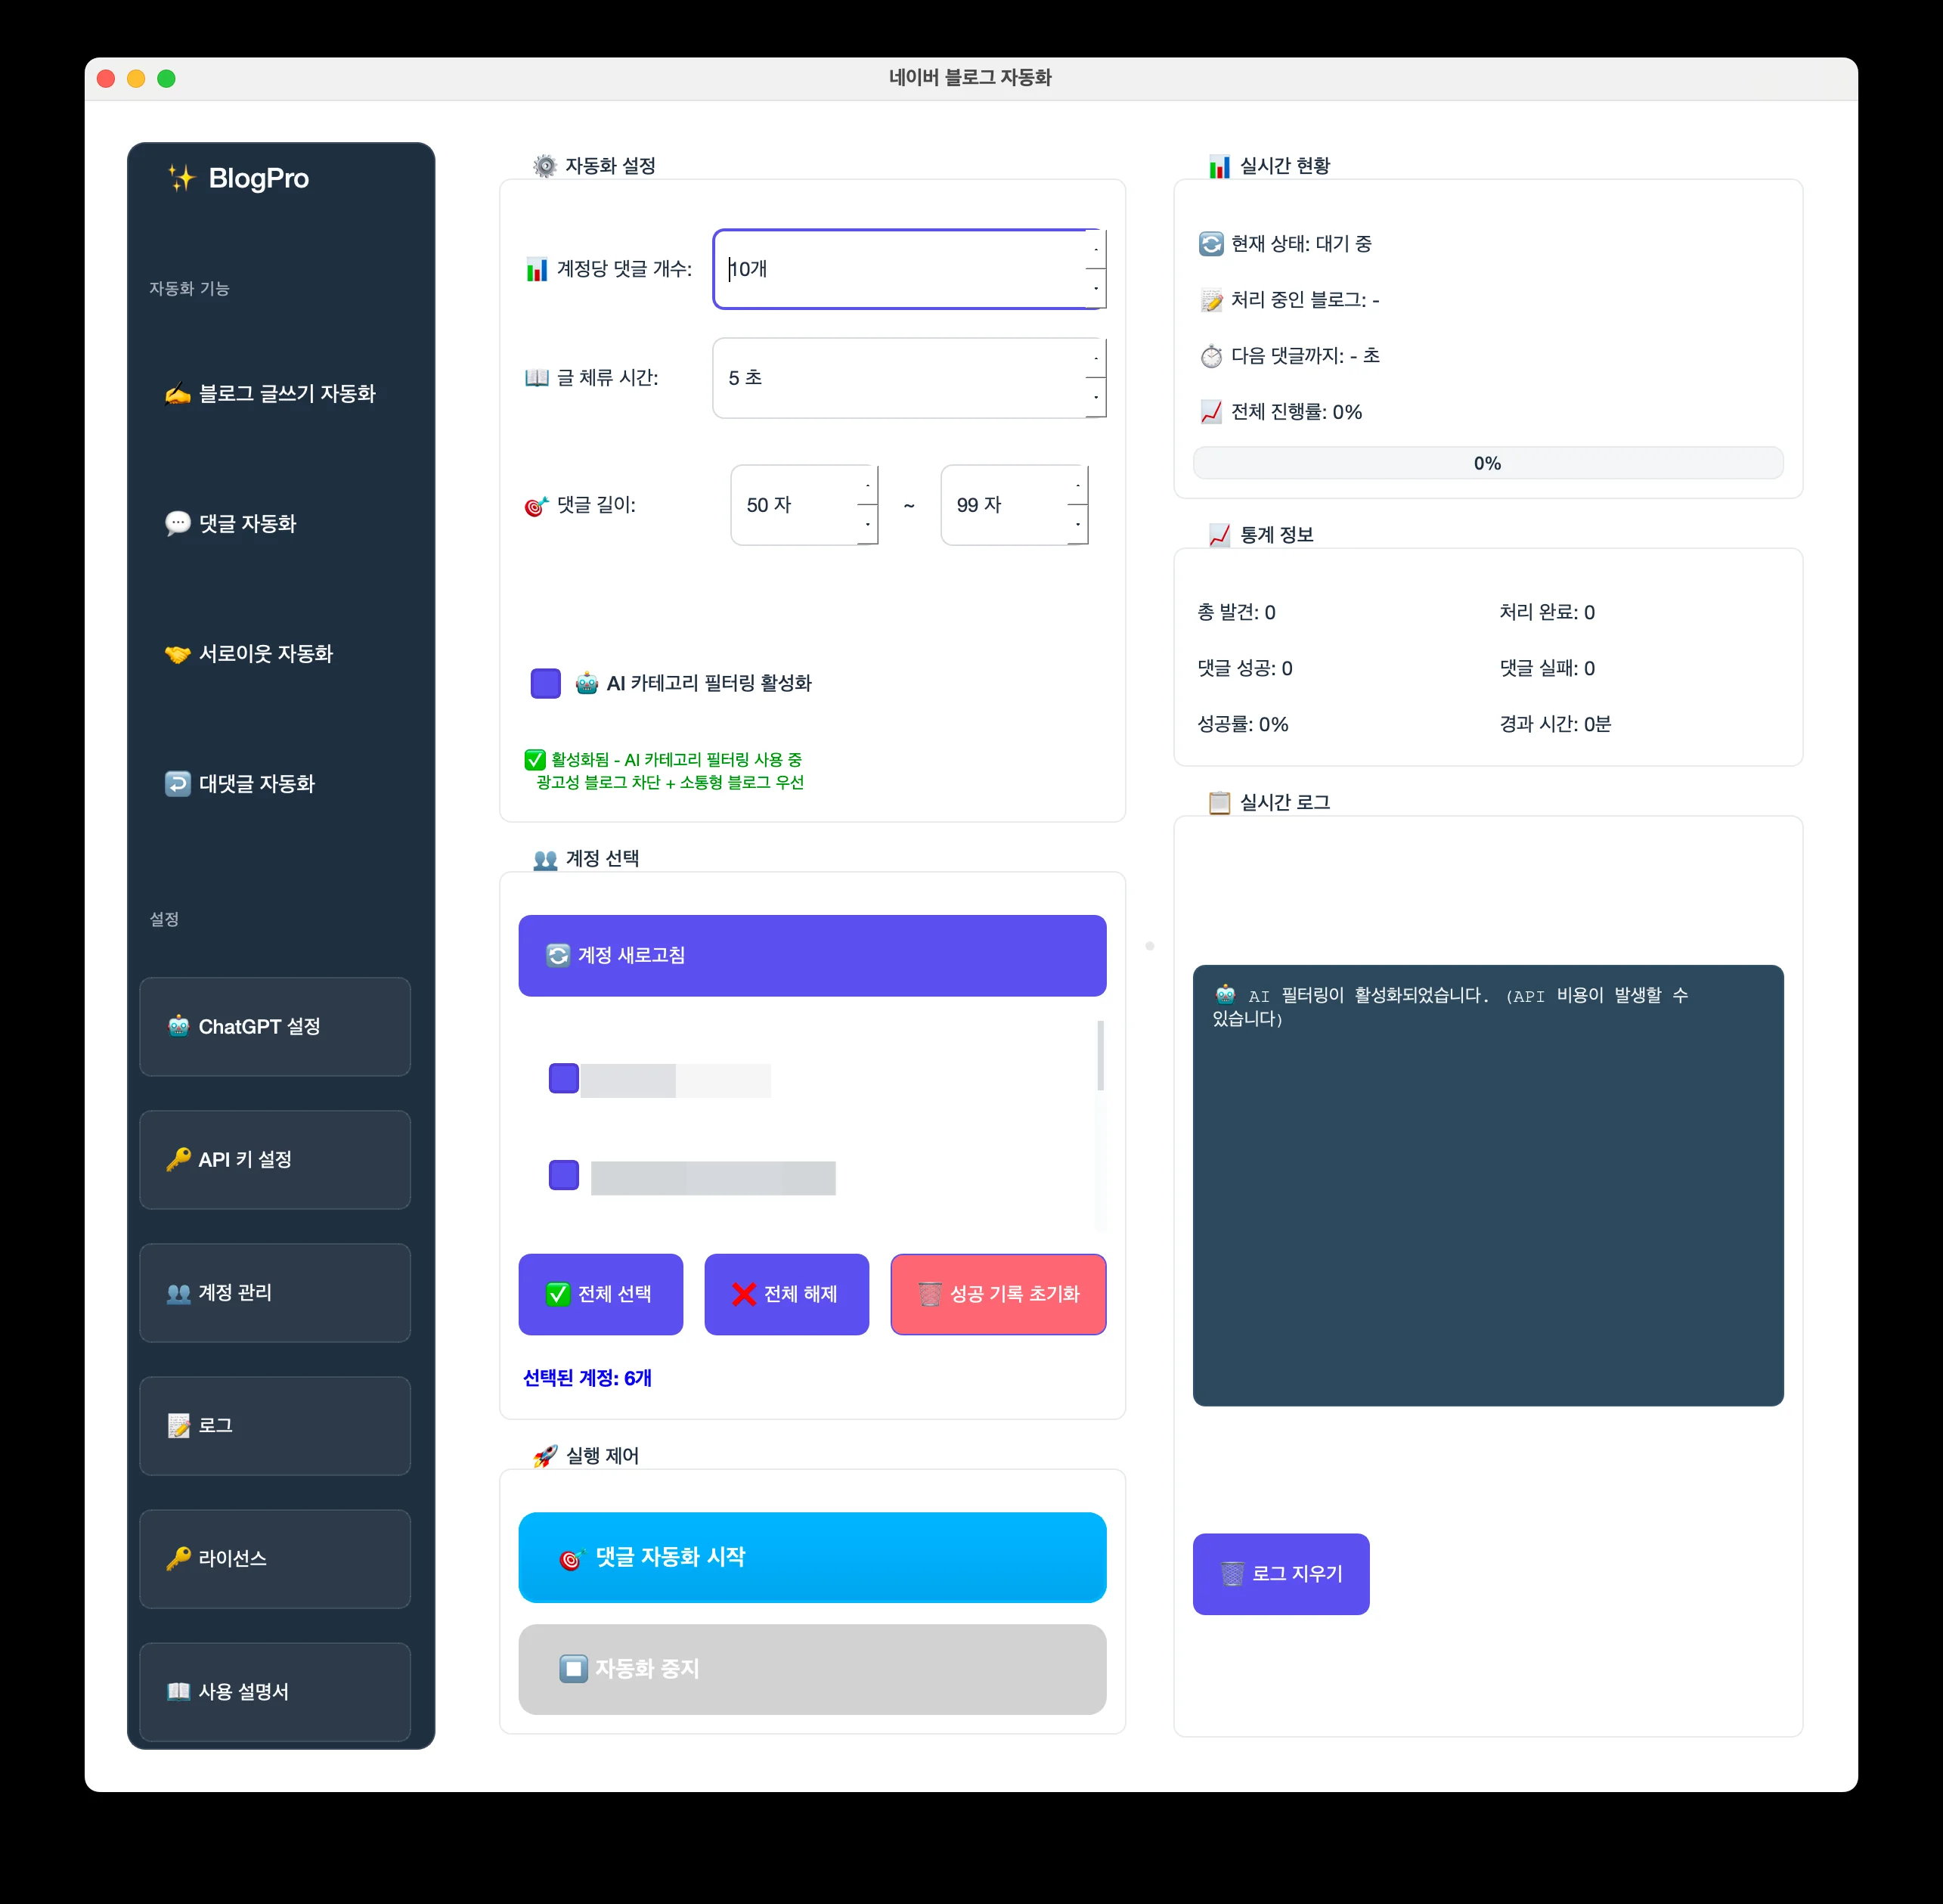 네이버 블로그 자동화
✨ BlogPro
자동화 기능
✍️ 블로그 글쓰기 자동화
💬 댓글 자동화
🤝 서로이웃 자동화
↩️ 대댓글 자동화
설정
🤖 ChatGPT 설정
🔑 API 키 설정
👥 계정 관리
📝 로그
🔑 라이선스
📖 사용 설명서
⚙️ 자동화 설정
📊 계정당 댓글 개수: 10개
📖 글 체류 시간: 5 초
🎯 댓글 길이: 50 자 ~ 99 자
🤖 AI 카테고리 필터링 활성화
✅ 활성화됨 - AI 카테고리 필터링 사용 중
광고성 블로그 차단 + 소통형 블로그 우선
👥 계정 선택
🔄 계정 새로고침
✅ 전체 선택 ❌ 전체 해제 🗑️ 성공 기록 초기화
선택된 계정: 6개
🚀 실행 제어
🎯 댓글 자동화 시작
⏹️ 자동화 중지
📊 실시간 현황
🔄 현재 상태: 대기 중
📝 처리 중인 블로그: -
⏱️ 다음 댓글까지: - 초
📈 전체 진행률: 0%
0%
📈 통계 정보
총 발견: 0 처리 완료: 0
댓글 성공: 0 댓글 실패: 0
성공률: 0% 경과 시간: 0분
📋 실시간 로그
🤖 AI 필터링이 활성화되었습니다. (API 비용이 발생할 수
있습니다)
🗑️ 로그 지우기